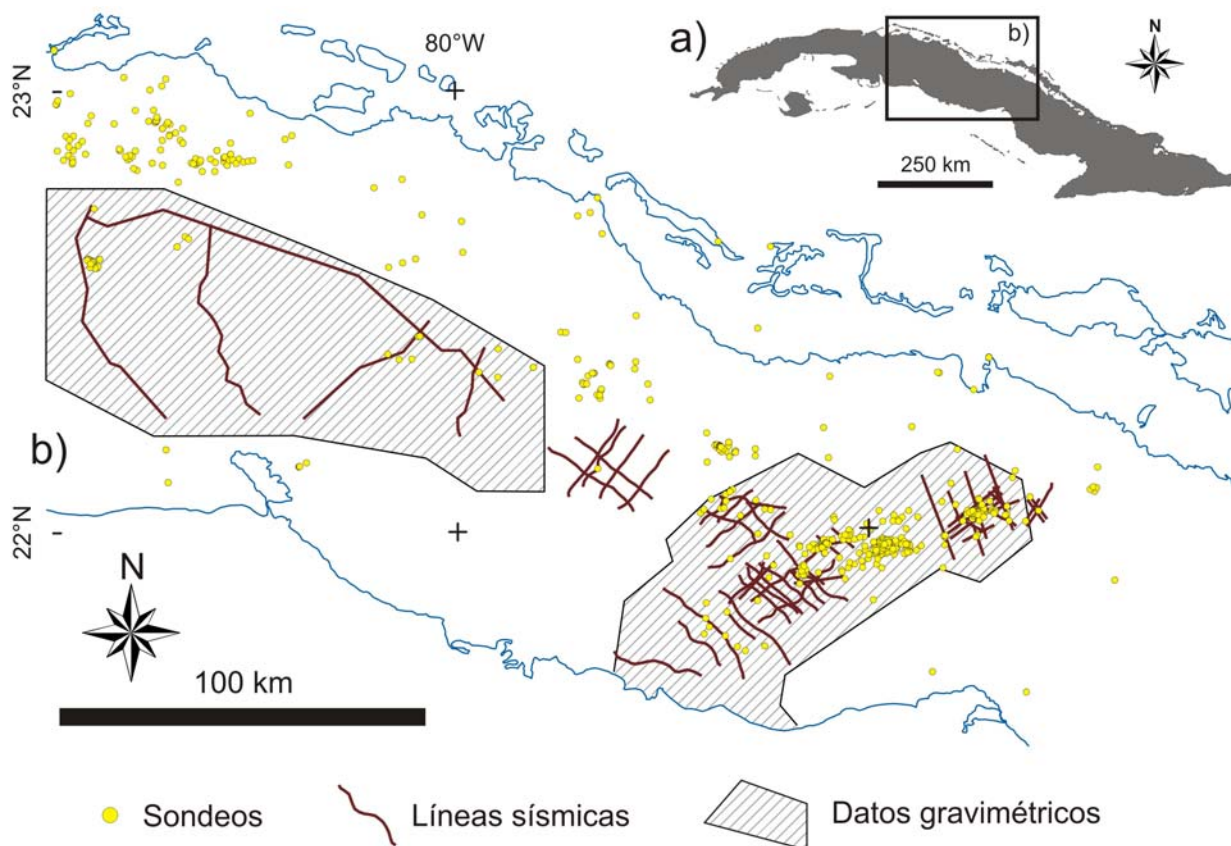 80°W
a)
b)
N
23°N
250 km
b)
22°N
N
100 km
Sondeos
Líneas sísmicas
Datos gravimétricos